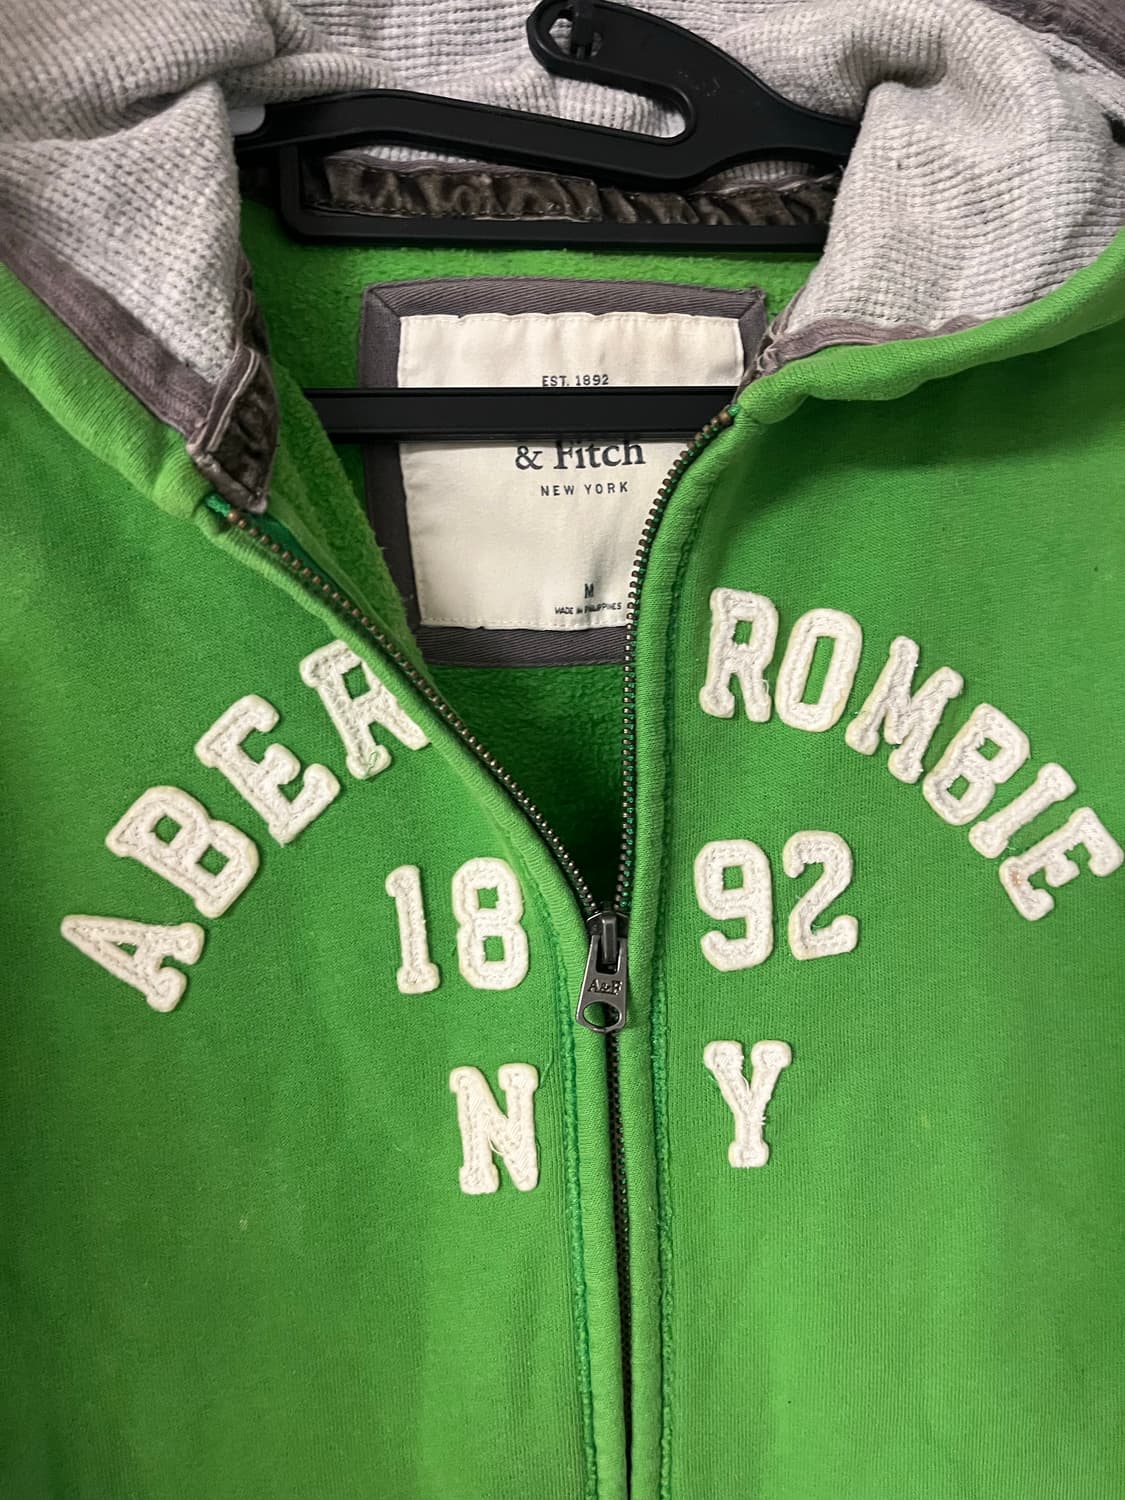 EST. 1892
& Fitch
NEW YORK
M
MADE IN PHILIPPINES
ABER ROMBIE
18 92
A&F
N Y